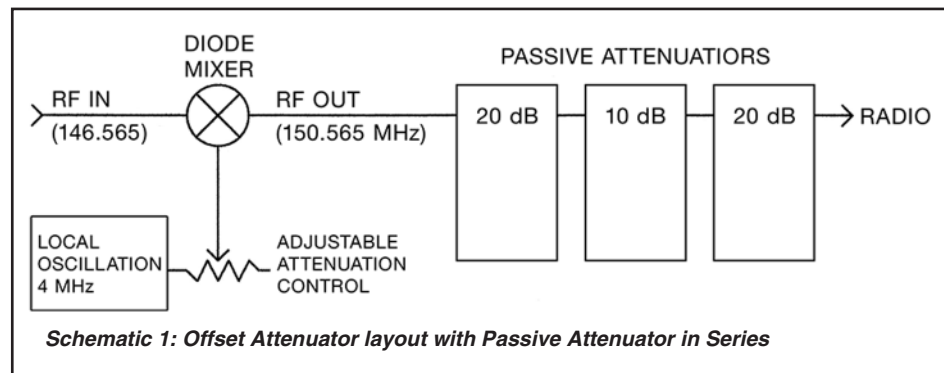 DIODE
MIXER
PASSIVE ATTENUATIORS
RF IN
(146.565)
RF OUT
(150.565 MHz)
20 dB
10 dB
20 dB
RADIO
LOCAL
OSCILLATION
4 MHz
ADJUSTABLE
ATTENUATION
CONTROL
Schematic 1: Offset Attenuator layout with Passive Attenuator in Series